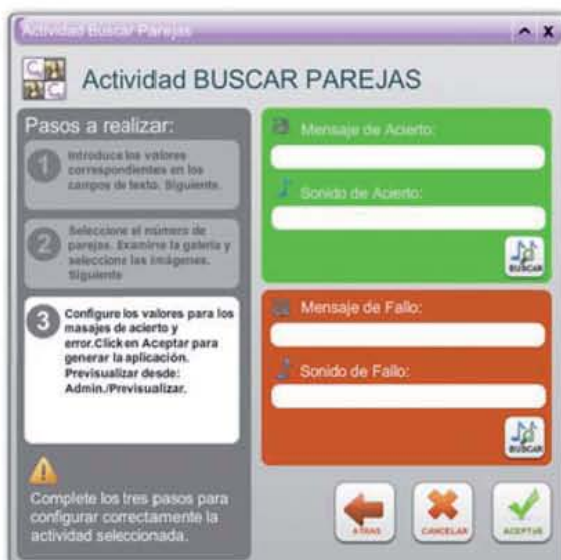 Actividad Buscar Parejas
Actividad BUSCAR PAREJAS
Pasos a realizar:
1
Introduce los valores
correspondientes en los
campos de texto. Siguiente.
2
Seleccione el número de
parejas. Examine la galería y
seleccione las imágenes.
Siguiente
3
Configure los valores para los
masajes de acierto y
error.Click en Aceptar para
generar la aplicación.
Previsualizar desde:
Admin./Previsualizar.
Complete los tres pasos para
configurar correctamente la
actividad seleccionada.
Mensaje de Acierto:
Sonido de Acierto:
BUSCAR
Mensaje de Fallo:
Sonido de Fallo:
BUSCAR
ATRAS
CANCELAR
ACEPTAR